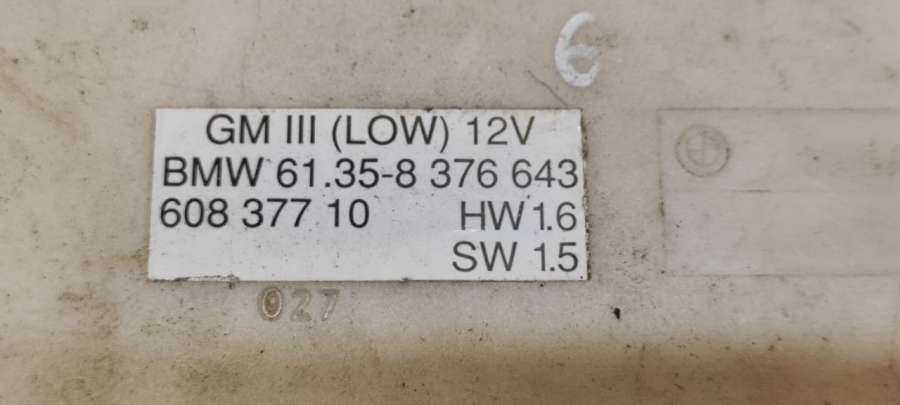 6
GM III (LOW) 12V
BMW 61.35-8 376 643
608 377 10 HW 1.6
SW 1.5
027